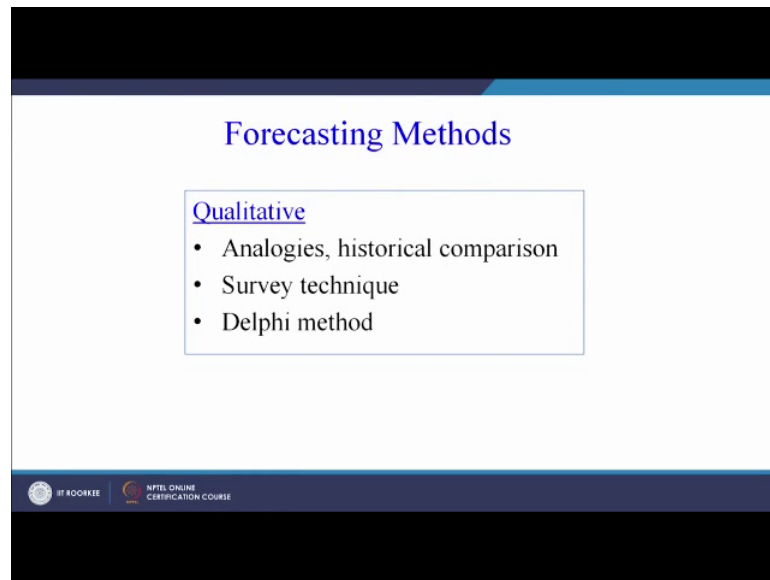 Forecasting Methods
Qualitative
• Analogies, historical comparison
• Survey technique
• Delphi method
IIT ROORKEE
NPTEL ONLINE
CERTIFICATION COURSE